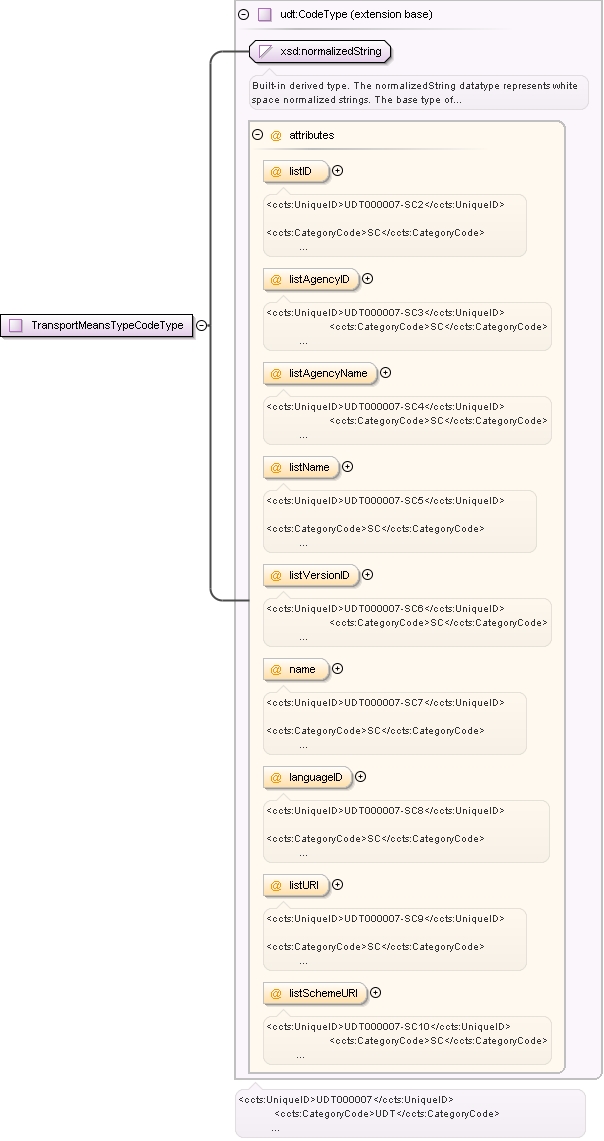 udt:CodeType (extension base)
xsd:normalizedString
Built-in derived type. The normalizedString datatype represents white
space normalized strings. The base type of...
@ attributes
@ listID
<ccts:UniqueID>UDT000007-SC2</ccts:UniqueID>
<ccts:CategoryCode>SC</ccts:CategoryCode>
...
@ listAgencyID
<ccts:UniqueID>UDT000007-SC3</ccts:UniqueID>
<ccts:CategoryCode>SC</ccts:CategoryCode>
...
TransportMeansTypeCodeType
@ listAgencyName
<ccts:UniqueID>UDT000007-SC4</ccts:UniqueID>
<ccts:CategoryCode>SC</ccts:CategoryCode>
...
@ listName
<ccts:UniqueID>UDT000007-SC5</ccts:UniqueID>
<ccts:CategoryCode>SC</ccts:CategoryCode>
...
@ listVersionID
<ccts:UniqueID>UDT000007-SC6</ccts:UniqueID>
<ccts:CategoryCode>SC</ccts:CategoryCode>
...
@ name
<ccts:UniqueID>UDT000007-SC7</ccts:UniqueID>
<ccts:CategoryCode>SC</ccts:CategoryCode>
...
@ languageID
<ccts:UniqueID>UDT000007-SC8</ccts:UniqueID>
<ccts:CategoryCode>SC</ccts:CategoryCode>
...
@ listURI
<ccts:UniqueID>UDT000007-SC9</ccts:UniqueID>
<ccts:CategoryCode>SC</ccts:CategoryCode>
...
@ listSchemeURI
<ccts:UniqueID>UDT000007-SC10</ccts:UniqueID>
<ccts:CategoryCode>SC</ccts:CategoryCode>
...
<ccts:UniqueID>UDT000007</ccts:UniqueID>
<ccts:CategoryCode>UDT</ccts:CategoryCode>
...